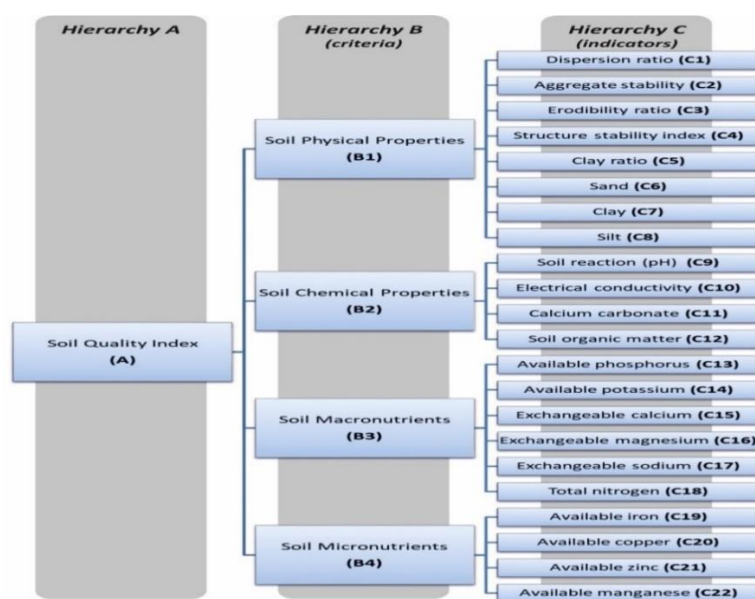 Hierarchy A
Hierarchy B
(criteria)
Hierarchy C
(indicators)
Soil Quality Index
(A)
Soil Physical Properties
(B1)
Dispersion ratio (C1)
Aggregate stability (C2)
Erodibility ratio (C3)
Structure stability index (C4)
Clay ratio (C5)
Sand (C6)
Clay (C7)
Silt (C8)
Soil Chemical Properties
(B2)
Soil reaction (pH) (C9)
Electrical conductivity (C10)
Calcium carbonate (C11)
Soil organic matter (C12)
Soil Macronutrients
(B3)
Available phosphorus (C13)
Available potassium (C14)
Exchangeable calcium (C15)
Exchangeable magnesium (C16)
Exchangeable sodium (C17)
Total nitrogen (C18)
Soil Micronutrients
(B4)
Available iron (C19)
Available copper (C20)
Available zinc (C21)
Available manganese (C22)